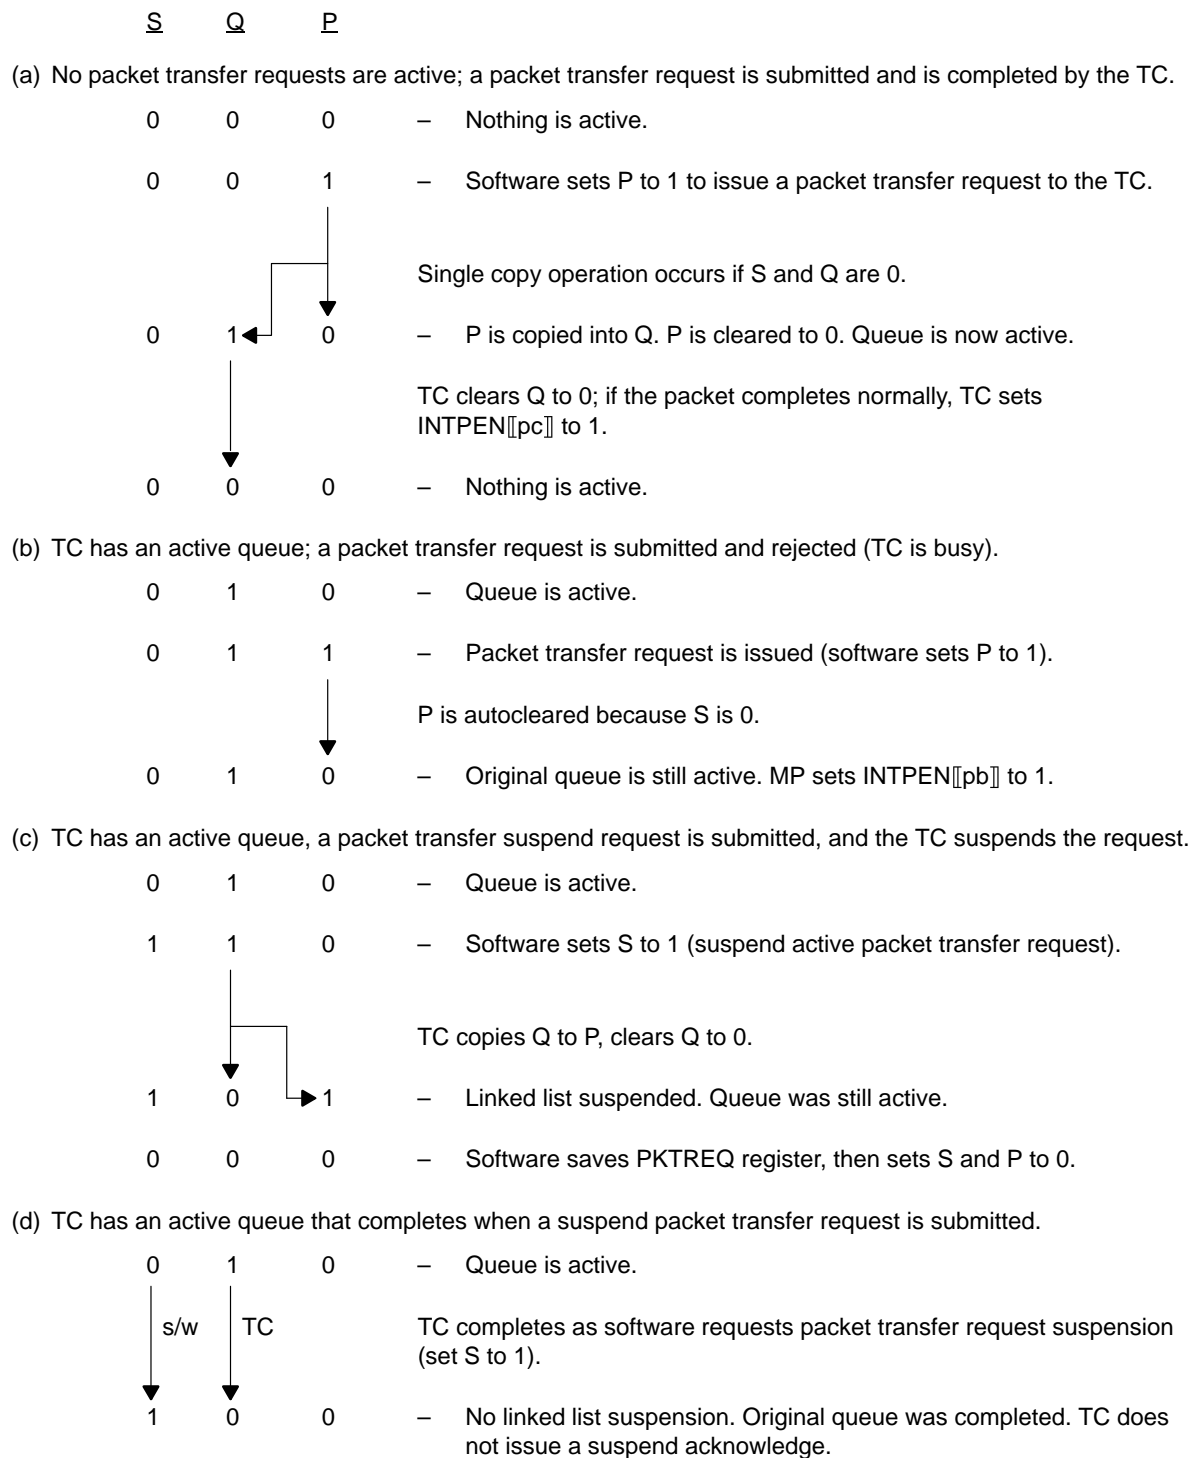 S Q P
(a) No packet transfer requests are active; a packet transfer request is submitted and is completed by the TC.
0 0 0 – Nothing is active.
0 0 1 – Software sets P to 1 to issue a packet transfer request to the TC.
Single copy operation occurs if S and Q are 0.
0 1 0 – P is copied into Q. P is cleared to 0. Queue is now active.
TC clears Q to 0; if the packet completes normally, TC sets
INTPEN⟦pc⟧ to 1.
0 0 0 – Nothing is active.
(b) TC has an active queue; a packet transfer request is submitted and rejected (TC is busy).
0 1 0 – Queue is active.
0 1 1 – Packet transfer request is issued (software sets P to 1).
P is autocleared because S is 0.
0 1 0 – Original queue is still active. MP sets INTPEN⟦pb⟧ to 1.
(c) TC has an active queue, a packet transfer suspend request is submitted, and the TC suspends the request.
0 1 0 – Queue is active.
1 1 0 – Software sets S to 1 (suspend active packet transfer request).
TC copies Q to P, clears Q to 0.
1 0 1 – Linked list suspended. Queue was still active.
0 0 0 – Software saves PKTREQ register, then sets S and P to 0.
(d) TC has an active queue that completes when a suspend packet transfer request is submitted.
0 1 0 – Queue is active.
s/w TC TC completes as software requests packet transfer request suspension
(set S to 1).
1 0 0 – No linked list suspension. Original queue was completed. TC does
not issue a suspend acknowledge.